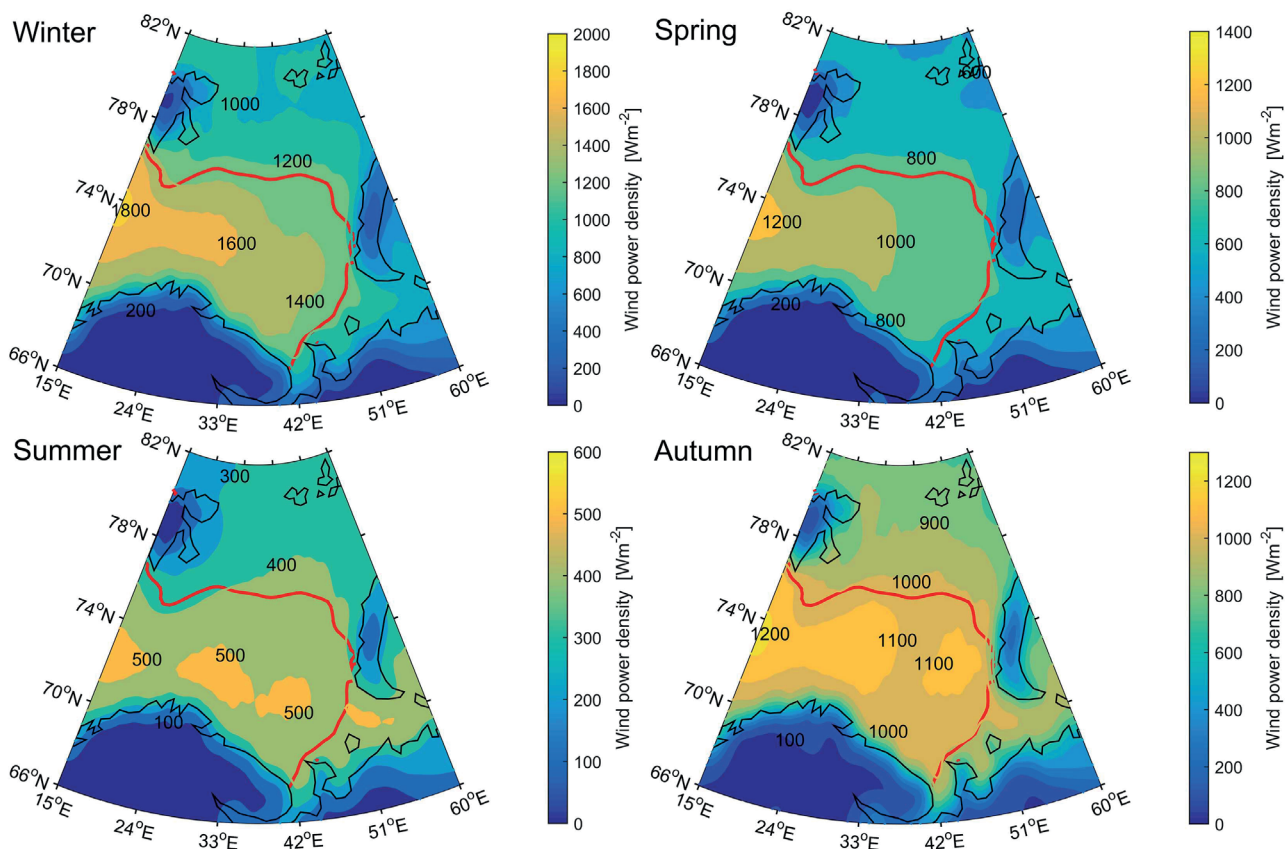 Winter
82°N
78°N
74°N
70°N
66°N
15°E
24°E
33°E
42°E
51°E
60°E
1000
1200
1800
1600
1400
200
2000
1800
1600
1400
1200
1000
800
600
400
200
0
Wind power density [Wm⁻²]
Spring
82°N
78°N
74°N
70°N
66°N
15°E
24°E
33°E
42°E
51°E
60°E
600
800
1200
1000
200
800
1400
1200
1000
800
600
400
200
0
Wind power density [Wm⁻²]
Summer
82°N
78°N
74°N
70°N
66°N
15°E
24°E
33°E
42°E
51°E
60°E
300
400
500
500
500
100
600
500
400
300
200
100
0
Wind power density [Wm⁻²]
Autumn
82°N
78°N
74°N
70°N
66°N
15°E
24°E
33°E
42°E
51°E
60°E
900
1000
1200
1100
1100
1000
100
1200
1000
800
600
400
200
0
Wind power density [Wm⁻²]